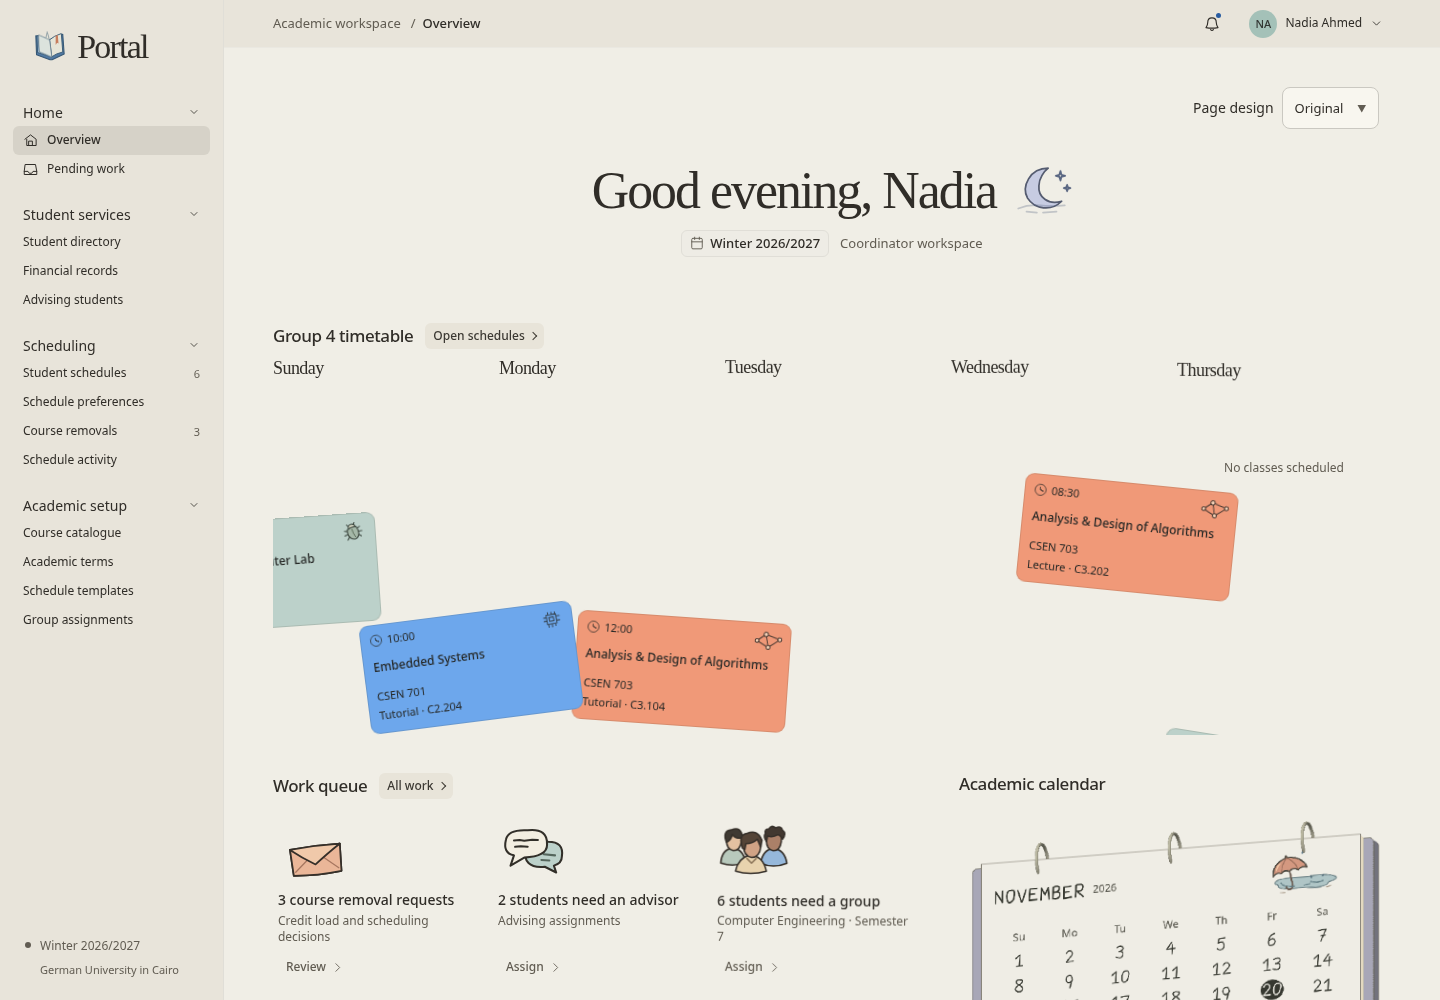 Portal
Home
Overview
Pending work
Student services
Student directory
Financial records
Advising students
Scheduling
Student schedules 6
Schedule preferences
Course removals 3
Schedule activity
Academic setup
Course catalogue
Academic terms
Schedule templates
Group assignments
Winter 2026/2027
German University in Cairo
Academic workspace / Overview
NA Nadia Ahmed
Page design Original
Good evening, Nadia
Winter 2026/2027 Coordinator workspace
Group 4 timetable Open schedules
Sunday Monday Tuesday Wednesday Thursday
No classes scheduled
08:30
Analysis & Design of Algorithms
CSEN 703
Lecture · C3.202
Lab
10:00
Embedded Systems
CSEN 701
Tutorial · C2.204
12:00
Analysis & Design of Algorithms
CSEN 703
Tutorial · C3.104
Work queue All work
3 course removal requests
Credit load and scheduling
decisions
Review
2 students need an advisor
Advising assignments
Assign
6 students need a group
Computer Engineering · Semester
7
Assign
Academic calendar
NOVEMBER 2026
Su Mo Tu We Th Fr Sa
1 2 3 4 5 6 7
8 9 10 11 12 13 14
17 18 19 20 21